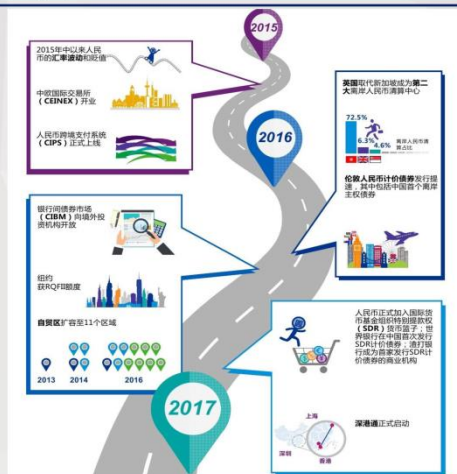 2015
2015年中以来人民
币的汇率波动和贬值
中欧国际交易所
（CEINEX）开业
人民币跨境支付系统
（CIPS）正式上线
2016
英国取代新加坡成为第二
大离岸人民币清算中心
72.5%
6.3%
4.6%
离岸人民币清
算占比
伦敦人民币计价债券发行提
速，其中包括中国首个离岸
主权债券
银行间债券市场
（CIBM）向境外投
资机构开放
纽约
获RQFII额度
自贸区扩容至11个区域
2013
2014
2016
人民币正式加入国际货
币基金组织特别提款权
（SDR）货币篮子；世
界银行在中国首次发行
SDR计价债券；渣打银
行成为首家发行SDR计
价债券的商业机构
上海
深圳
香港
深港通正式启动
2017